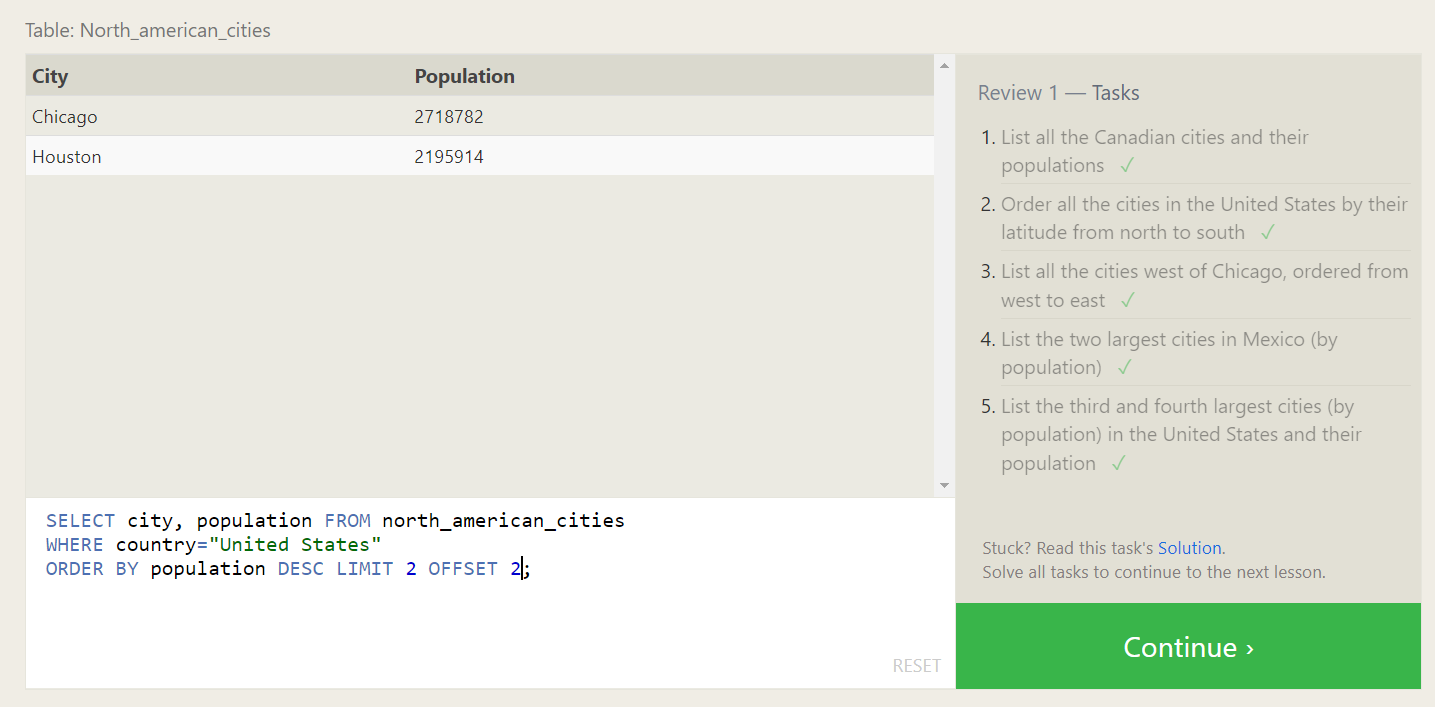 Table: North_american_cities
City Population
Chicago 2718782
Houston 2195914
SELECT city, population FROM north_american_cities
WHERE country="United States"
ORDER BY population DESC LIMIT 2 OFFSET 2;
RESET
Review 1 — Tasks
1. List all the Canadian cities and their
populations ✓
2. Order all the cities in the United States by their
latitude from north to south ✓
3. List all the cities west of Chicago, ordered from
west to east ✓
4. List the two largest cities in Mexico (by
population) ✓
5. List the third and fourth largest cities (by
population) in the United States and their
population ✓
Stuck? Read this task's Solution.
Solve all tasks to continue to the next lesson.
Continue ›